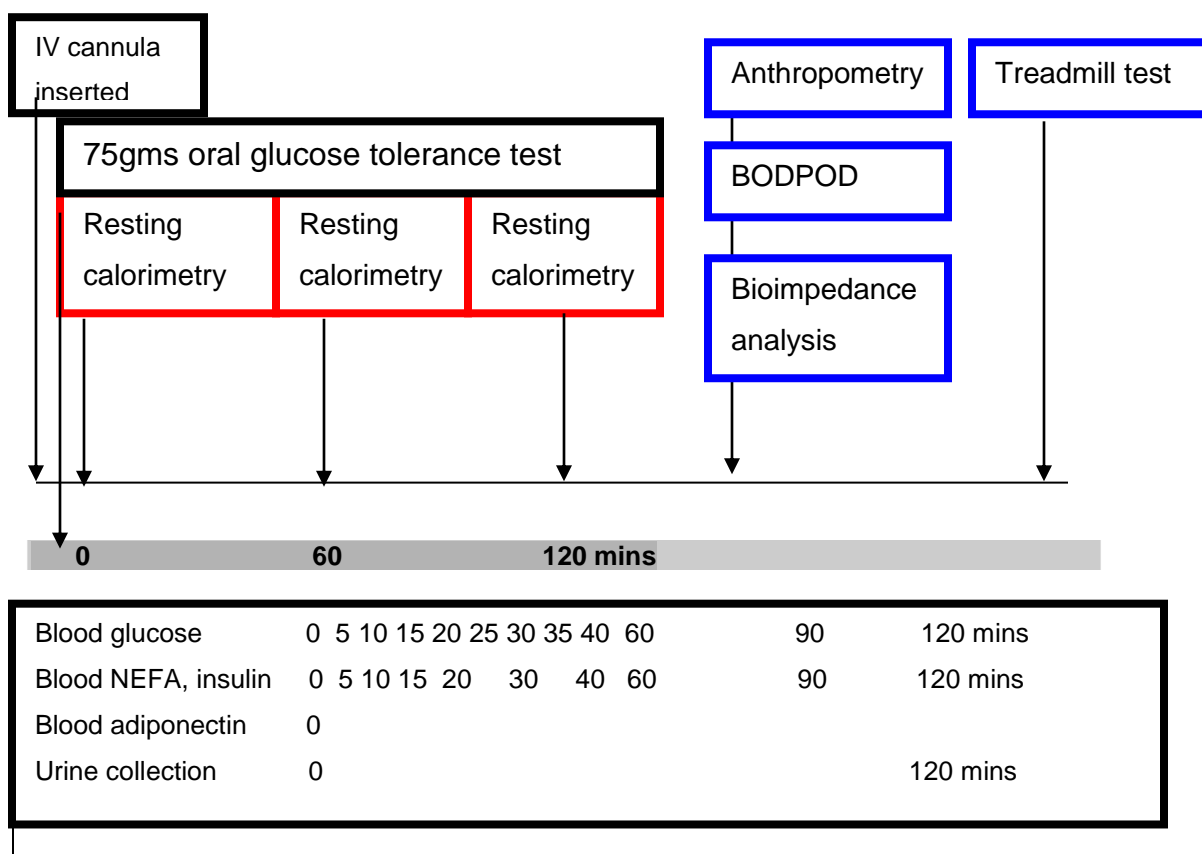 IV cannula
inserted
Anthropometry
Treadmill test
75gms oral glucose tolerance test
BODPOD
Resting
calorimetry
Resting
calorimetry
Resting
calorimetry
Bioimpedance
analysis
0 60 120 mins
Blood glucose 0 5 10 15 20 25 30 35 40 60 90 120 mins
Blood NEFA, insulin 0 5 10 15 20 30 40 60 90 120 mins
Blood adiponectin 0
Urine collection 0 120 mins